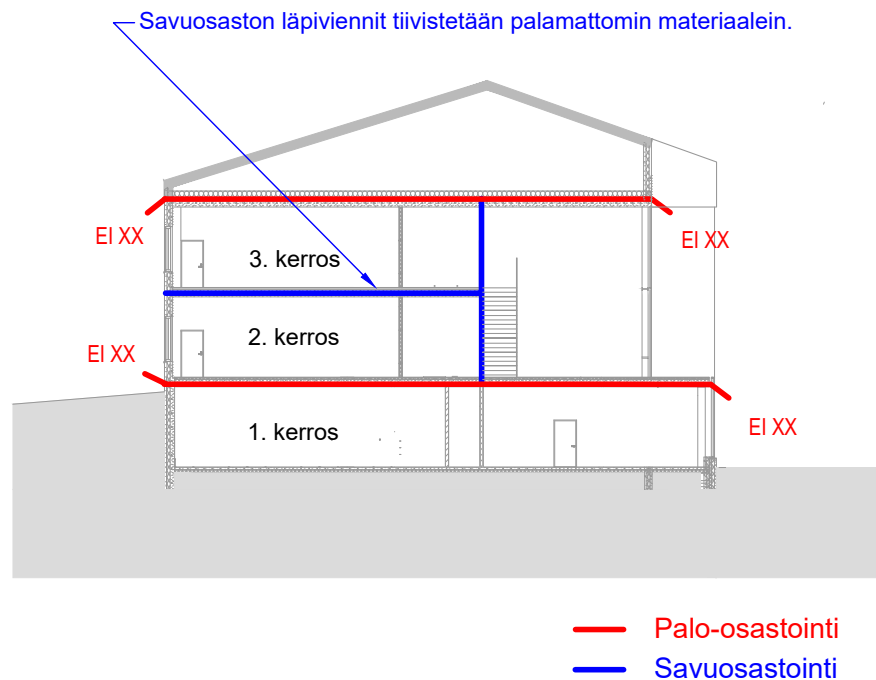 Savuosaston läpiviennit tiivistetään palamattomin materiaalein.
EI XX
EI XX
3. kerros
2. kerros
EI XX
1. kerros
EI XX
Palo-osastointi
Savuosastointi